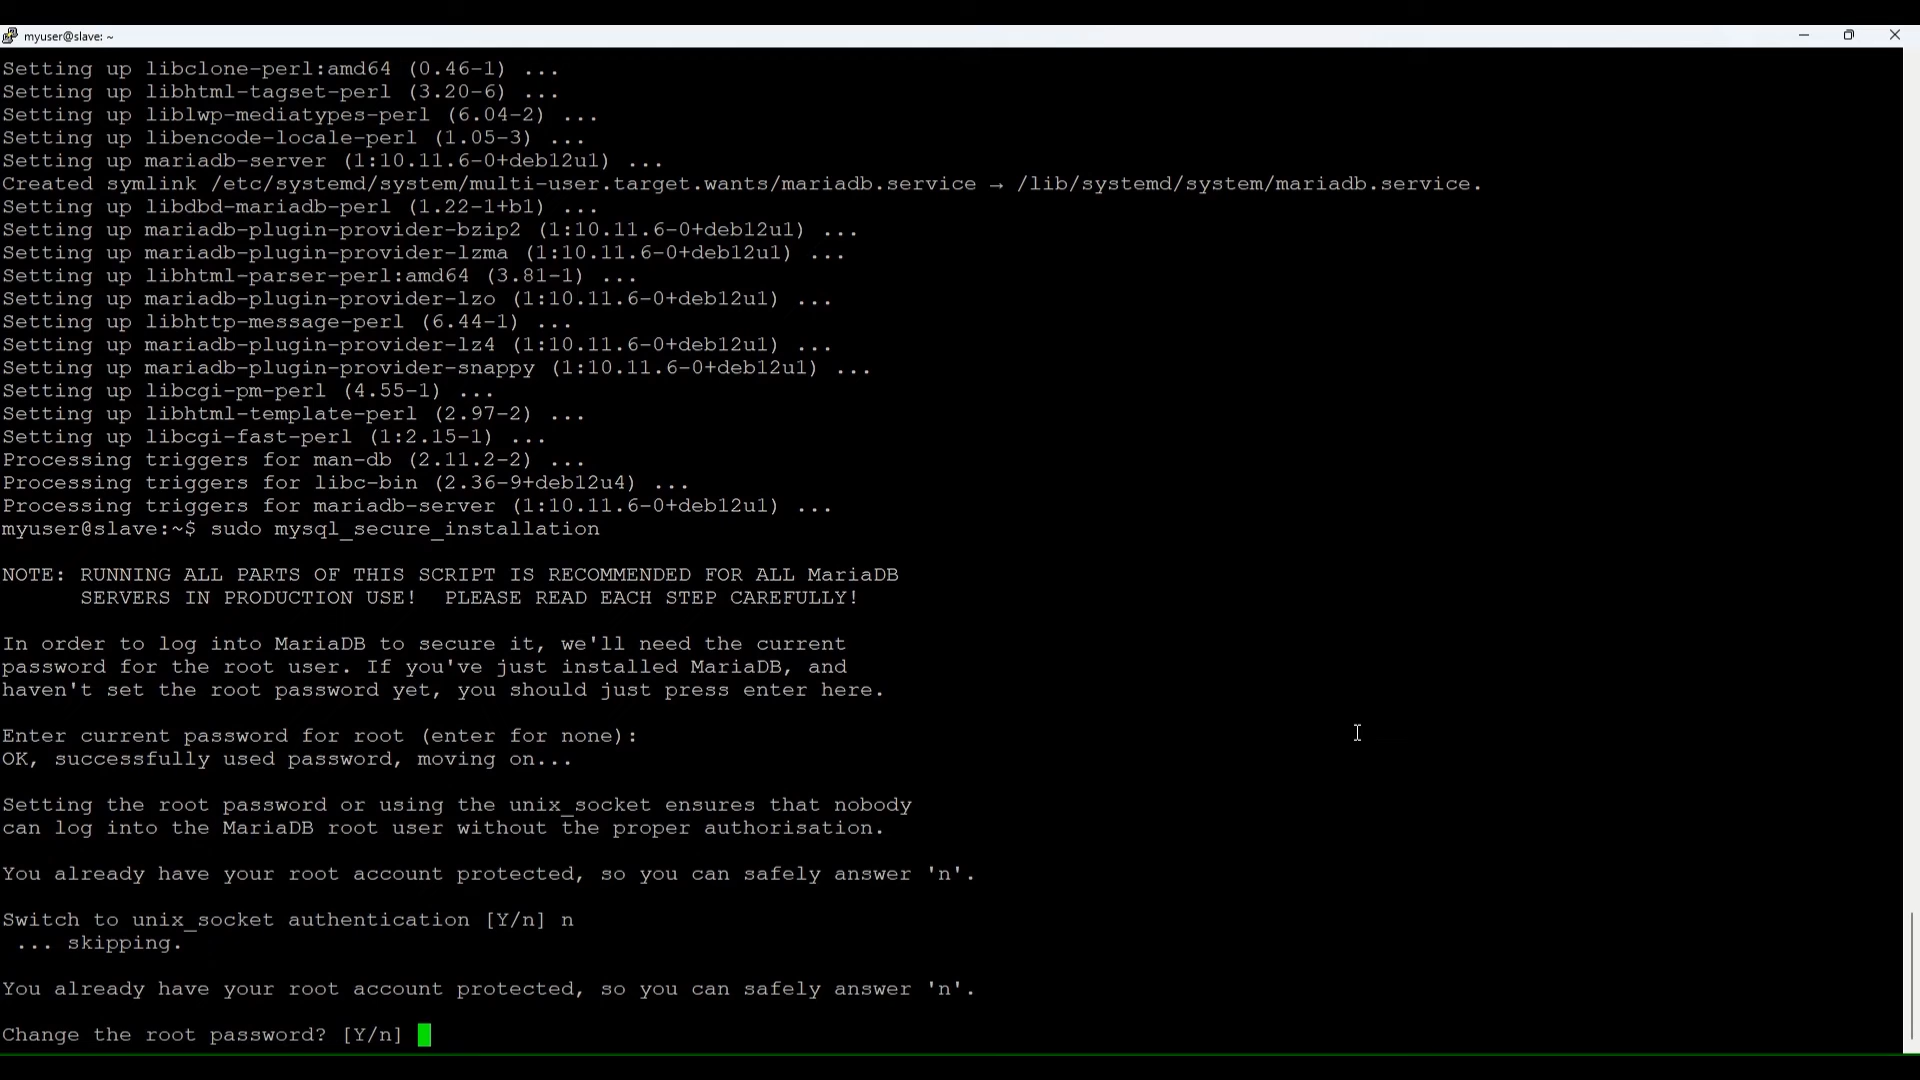 myuser@slave: ~
Setting up libclone-perl:amd64 (0.46-1) ...
Setting up libhtml-tagset-perl (3.20-6) ...
Setting up liblwp-mediatypes-perl (6.04-2) ...
Setting up libencode-locale-perl (1.05-3) ...
Setting up mariadb-server (1:10.11.6-0+deb12u1) ...
Created symlink /etc/systemd/system/multi-user.target.wants/mariadb.service → /lib/systemd/system/mariadb.service.
Setting up libdbd-mariadb-perl (1.22-1+b1) ...
Setting up mariadb-plugin-provider-bzip2 (1:10.11.6-0+deb12u1) ...
Setting up mariadb-plugin-provider-lzma (1:10.11.6-0+deb12u1) ...
Setting up libhtml-parser-perl:amd64 (3.81-1) ...
Setting up mariadb-plugin-provider-lzo (1:10.11.6-0+deb12u1) ...
Setting up libhttp-message-perl (6.44-1) ...
Setting up mariadb-plugin-provider-lz4 (1:10.11.6-0+deb12u1) ...
Setting up mariadb-plugin-provider-snappy (1:10.11.6-0+deb12u1) ...
Setting up libcgi-pm-perl (4.55-1) ...
Setting up libhtml-template-perl (2.97-2) ...
Setting up libcgi-fast-perl (1:2.15-1) ...
Processing triggers for man-db (2.11.2-2) ...
Processing triggers for libc-bin (2.36-9+deb12u4) ...
Processing triggers for mariadb-server (1:10.11.6-0+deb12u1) ...
myuser@slave:~$ sudo mysql_secure_installation
NOTE: RUNNING ALL PARTS OF THIS SCRIPT IS RECOMMENDED FOR ALL MariaDB
SERVERS IN PRODUCTION USE!  PLEASE READ EACH STEP CAREFULLY!
In order to log into MariaDB to secure it, we'll need the current
password for the root user. If you've just installed MariaDB, and
haven't set the root password yet, you should just press enter here.
Enter current password for root (enter for none):
OK, successfully used password, moving on...
Setting the root password or using the unix_socket ensures that nobody
can log into the MariaDB root user without the proper authorisation.
You already have your root account protected, so you can safely answer 'n'.
Switch to unix_socket authentication [Y/n] n
... skipping.
You already have your root account protected, so you can safely answer 'n'.
Change the root password? [Y/n]